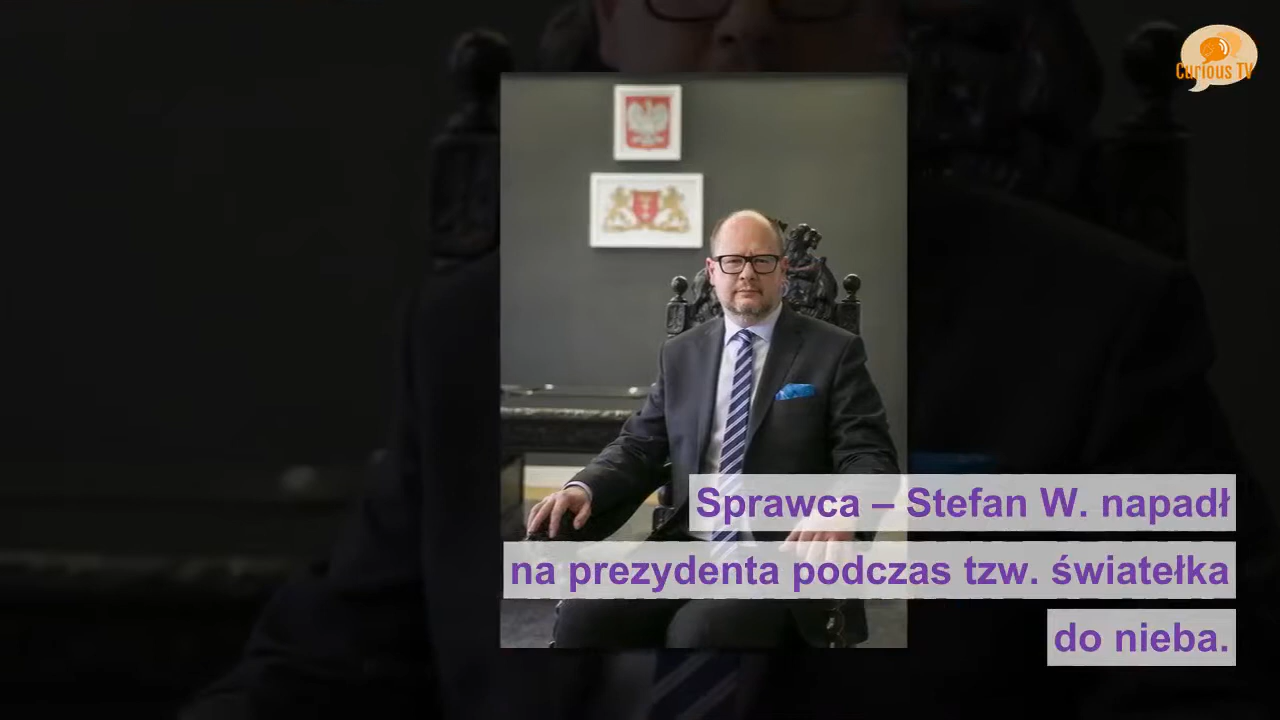 Curious TV
Sprawca – Stefan W. napadł
na prezydenta podczas tzw. światełka
do nieba.